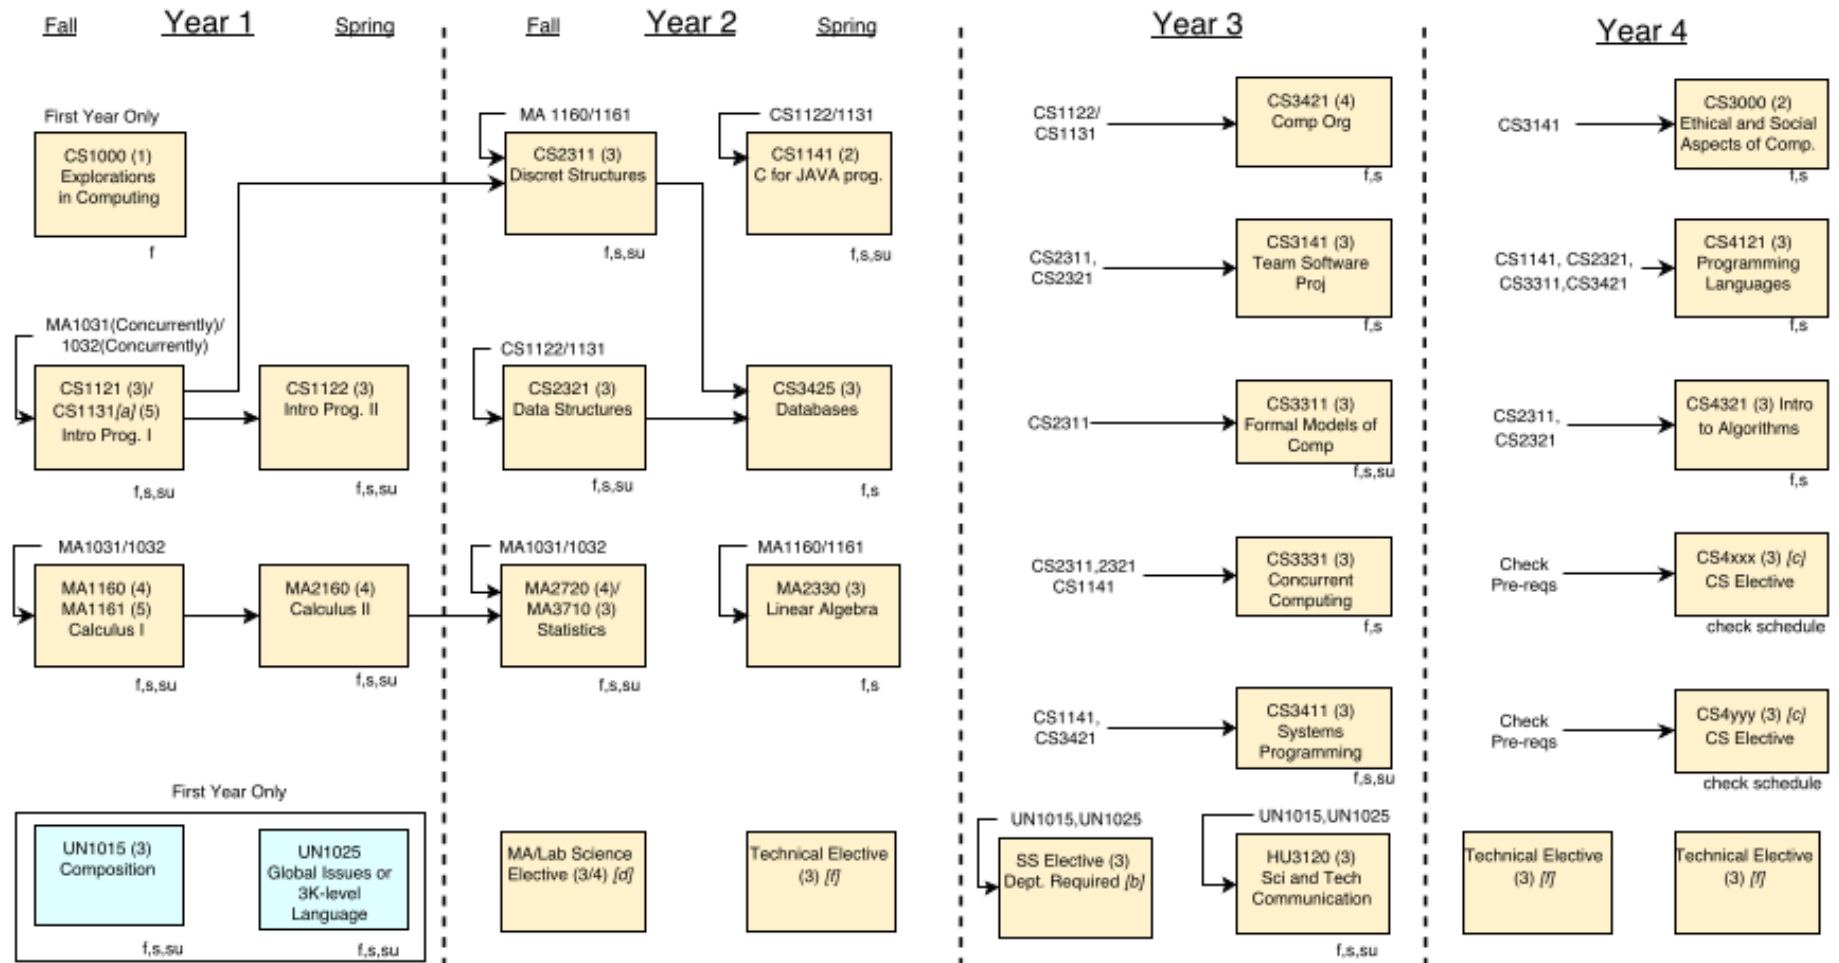 Fall
Year 1
Spring
First Year Only
CS1000 (1)
Explorations
in Computing
f
MA1031(Concurrently)/
1032(Concurrently)
CS1121 (3)/
CS1131[a] (5)
Intro Prog. I
f,s,su
CS1122 (3)
Intro Prog. II
f,s,su
MA1031/1032
MA1160 (4)
MA1161 (5)
Calculus I
f,s,su
MA2160 (4)
Calculus II
f,s,su
First Year Only
UN1015 (3)
Composition
f,s,su
UN1025
Global Issues or
3K-level
Language
f,s,su
Fall
Year 2
Spring
MA 1160/1161
CS2311 (3)
Discret Structures
f,s,su
CS1122/1131
CS1141 (2)
C for JAVA prog.
f,s,su
CS1122/1131
CS2321 (3)
Data Structures
f,s,su
CS3425 (3)
Databases
f,s
MA1031/1032
MA2720 (4)/
MA3710 (3)
Statistics
f,s,su
MA1160/1161
MA2330 (3)
Linear Algebra
f,s
MA/Lab Science
Elective (3/4) [d]
Technical Elective
(3) [f]
Year 3
CS1122/
CS1131
CS3421 (4)
Comp Org
f,s
CS2311,
CS2321
CS3141 (3)
Team Software
Proj
f,s
CS2311
CS3311 (3)
Formal Models of
Comp
f,s,su
CS2311,2321
CS1141
CS3331 (3)
Concurrent
Computing
f,s
CS1141,
CS3421
CS3411 (3)
Systems
Programming
f,s,su
UN1015,UN1025
SS Elective (3)
Dept. Required [b]
UN1015,UN1025
HU3120 (3)
Sci and Tech
Communication
f,s,su
Year 4
CS3141
CS3000 (2)
Ethical and Social
Aspects of Comp.
f,s
CS1141, CS2321,
CS3311,CS3421
CS4121 (3)
Programming
Languages
f,s
CS2311,
CS2321
CS4321 (3) Intro
to Algorithms
f,s
Check
Pre-reqs
CS4xxx (3) [c]
CS Elective
check schedule
Check
Pre-reqs
CS4yyy (3) [c]
CS Elective
check schedule
Technical Elective
(3) [f]
Technical Elective
(3) [f]